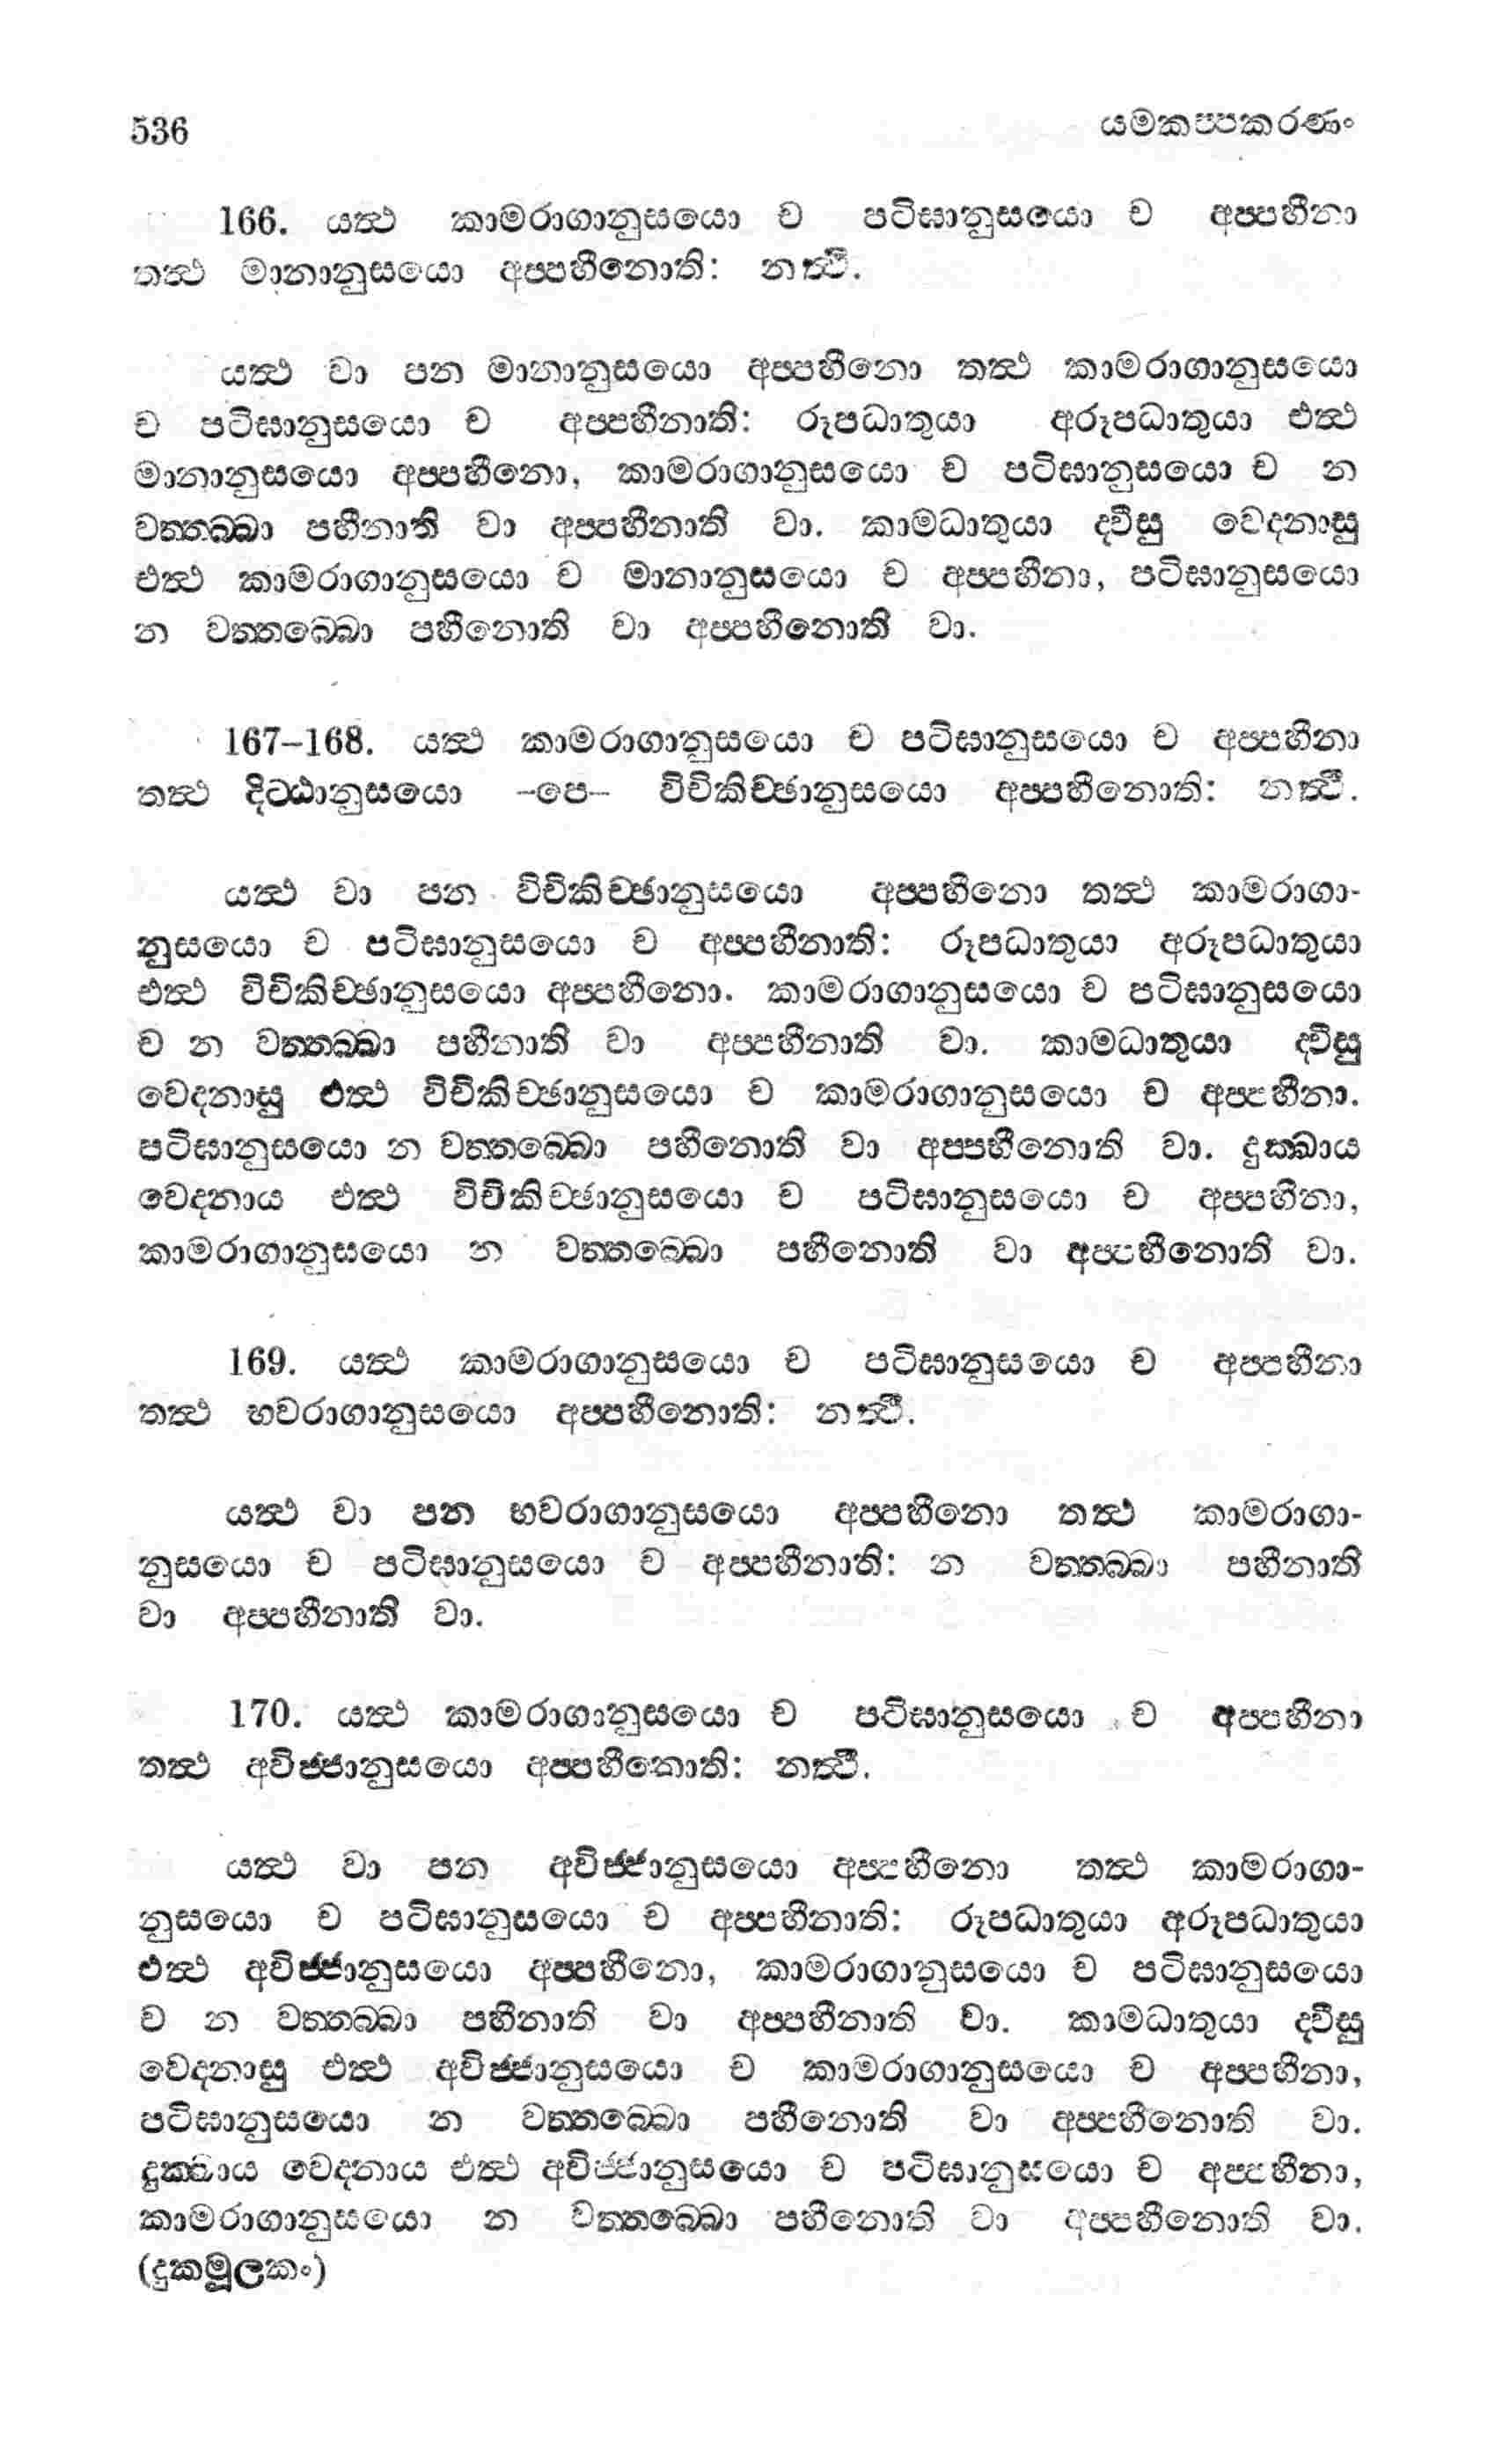 536 යමකප්පකරණං
166. යත්‍ථ කාමරාගානුසයො ච පටිඝානුසයො ච අප්පහීනා
තත්‍ථ මානානුසයො අප්පහීනොති: නත්‍ථි.
යත්‍ථ වා පන මානානුසයො අප්පහීනො තත්‍ථ කාමරාගානුසයො
ච පටිඝානුසයො ච අප්පහීනාති: රූපධාතුයා අරූපධාතුයා එත්‍ථ
මානානුසයො අප්පහීනො, කාමරාගානුසයො ච පටිඝානුසයො ච න
වත්තබ්බා පහීනාති වා අප්පහීනාති වා. කාමධාතුයා ද්වීසු වෙදනාසු
එත්‍ථ කාමරාගානුසයො ච මානානුසයො ච අප්පහීනා, පටිඝානුසයො
න වත්තබ්බො පහීනොති වා අප්පහීනොති වා.
167–168. යත්‍ථ කාමරාගානුසයො ච පටිඝානුසයො ච අප්පහීනා
තත්‍ථ දිට්ඨානුසයො –පෙ– විචිකිච්ඡානුසයො අප්පහීනොති: නත්‍ථි.
යත්‍ථ වා පන විචිකිච්ඡානුසයො අප්පහීනො තත්‍ථ කාමරාගා-
නුසයො ච පටිඝානුසයො ච අප්පහීනාති: රූපධාතුයා අරූපධාතුයා
එත්‍ථ විචිකිච්ඡානුසයො අප්පහීනො. කාමරාගානුසයො ච පටිඝානුසයො
ච න වත්තබ්බා පහීනාති වා අප්පහීනාති වා. කාමධාතුයා ද්වීසු
වෙදනාසු එත්‍ථ විචිකිච්ඡානුසයො ච කාමරාගානුසයො ච අප්පහීනා.
පටිඝානුසයො න වත්තබ්බො පහීනොති වා අප්පහීනොති වා. දුක්ඛාය
වෙදනාය එත්‍ථ විචිකිච්ඡානුසයො ච පටිඝානුසයො ච අප්පහීනා,
කාමරාගානුසයො න වත්තබ්බො පහීනොති වා අප්පහීනොති වා.
169. යත්‍ථ කාමරාගානුසයො ච පටිඝානුසයො ච අප්පහීනා
තත්‍ථ භවරාගානුසයො අප්පහීනොති: නත්‍ථි.
යත්‍ථ වා පන භවරාගානුසයො අප්පහීනො තත්‍ථ කාමරාගා-
නුසයො ච පටිඝානුසයො ච අප්පහීනාති: න වත්තබ්බා පහීනාති
වා අප්පහීනාති වා.
170. යත්‍ථ කාමරාගානුසයො ච පටිඝානුසයො ච අප්පහීනා
තත්‍ථ අවිජ්ජානුසයො අප්පහීනොති: නත්‍ථි.
යත්‍ථ වා පන අවිජ්ජානුසයො අප්පහීනො තත්‍ථ කාමරාගා-
නුසයො ච පටිඝානුසයො ච අප්පහීනාති: රූපධාතුයා අරූපධාතුයා
එත්‍ථ අවිජ්ජානුසයො අප්පහීනො, කාමරාගානුසයො ච පටිඝානුසයො
ච න වත්තබ්බා පහීනාති වා අප්පහීනාති වා. කාමධාතුයා ද්වීසු
වෙදනාසු එත්‍ථ අවිජ්ජානුසයො ච කාමරාගානුසයො ච අප්පහීනා,
පටිඝානුසයො න වත්තබ්බො පහීනොති වා අප්පහීනොති වා.
දුක්ඛාය වෙදනාය එත්‍ථ අවිජ්ජානුසයො ච පටිඝානුසයො ච අප්පහීනා,
කාමරාගානුසයො න වත්තබ්බො පහීනොති වා අප්පහීනොති වා.
(දුකමූලකං)